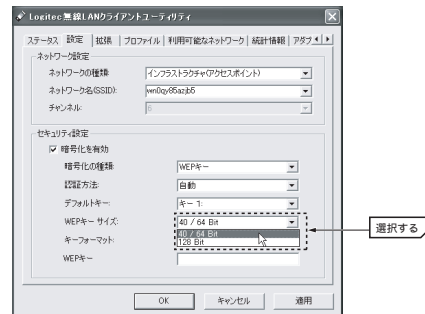 Logitec 無線LANクライアントユーティリティ
ステータス 設定 拡張 プロファイル 利用可能なネットワーク 統計情報 アダプ
ネットワーク設定
ネットワークの種類: インフラストラクチャ(アクセスポイント)
ネットワーク名(SSID):
チャンネル: 6
セキュリティ設定
暗号化を有効
暗号化の種類: WEPキー
認証方法: 自動
デフォルトキー: キー 1:
WEPキー サイズ: 40 / 64 Bit
40 / 64 Bit
128 Bit
選択する
キーフォーマット:
WEPキー
OK キャンセル 適用